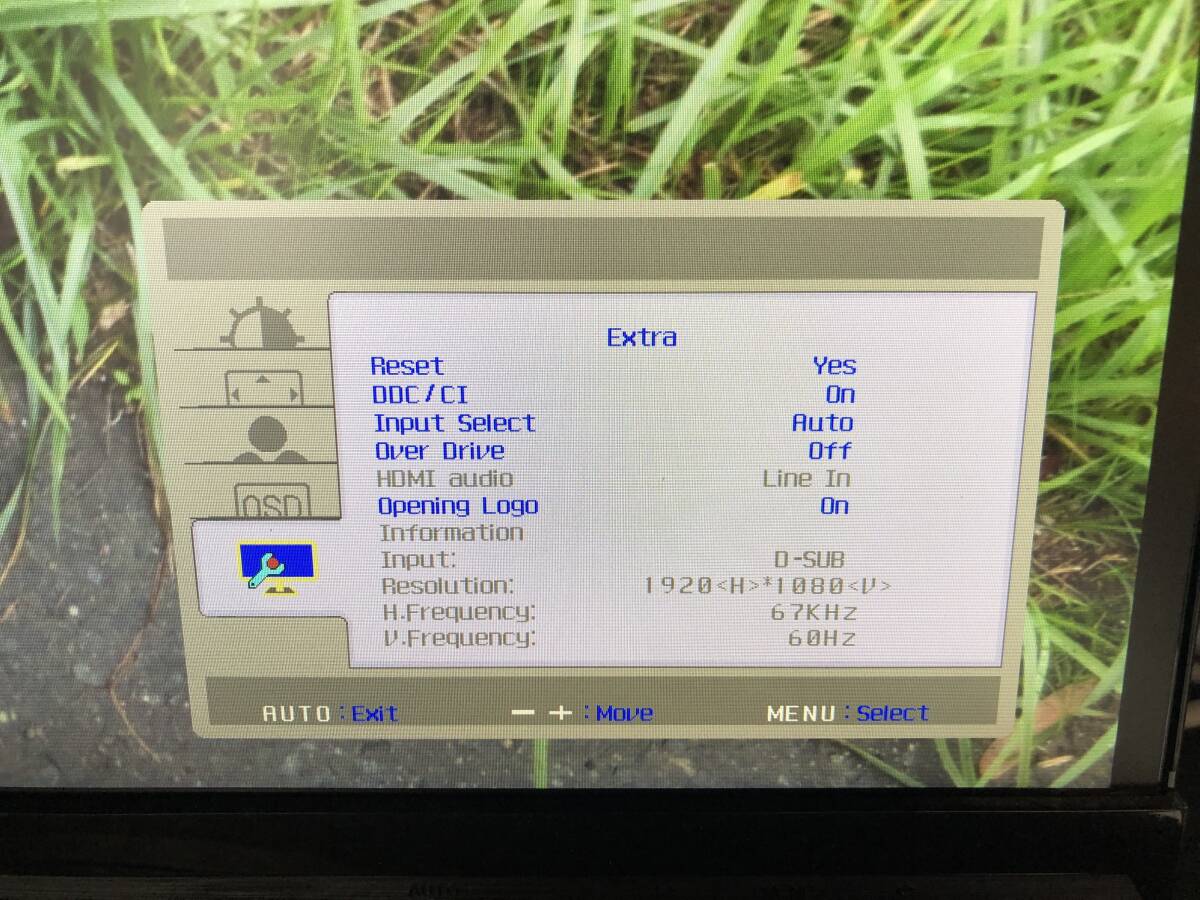 Extra
Reset Yes
DDC/CI On
Input Select Auto
Over Drive Off
HDMI audio Line In
Opening Logo On
OSD
Information
Input: D-SUB
Resolution: 1920<H>*1080<V>
H.Frequency: 67KHz
V.Frequency: 60Hz
AUTO:Exit — + :Move MENU:Select
AUTO